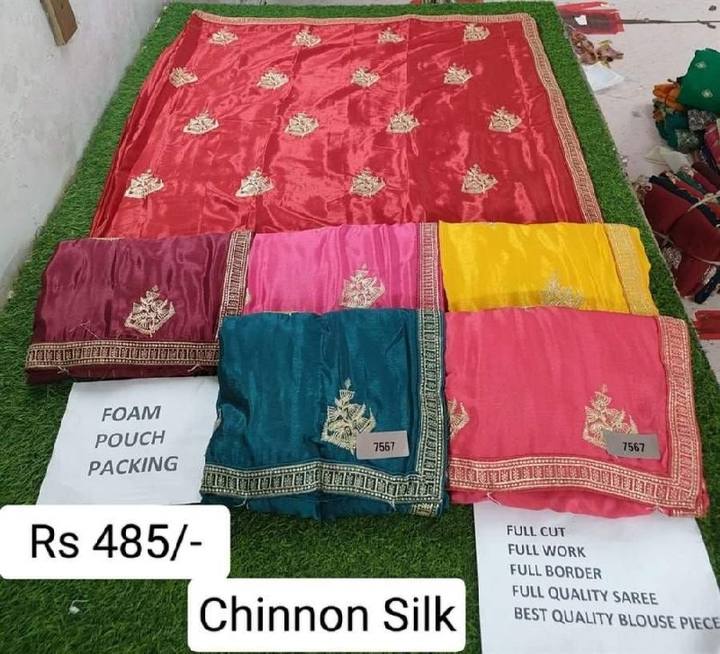 FOAM
POUCH
PACKING
7567
7567
Rs 485/-
Chinnon Silk
FULL CUT
FULL WORK
FULL BORDER
FULL QUALITY SAREE
BEST QUALITY BLOUSE PIECE